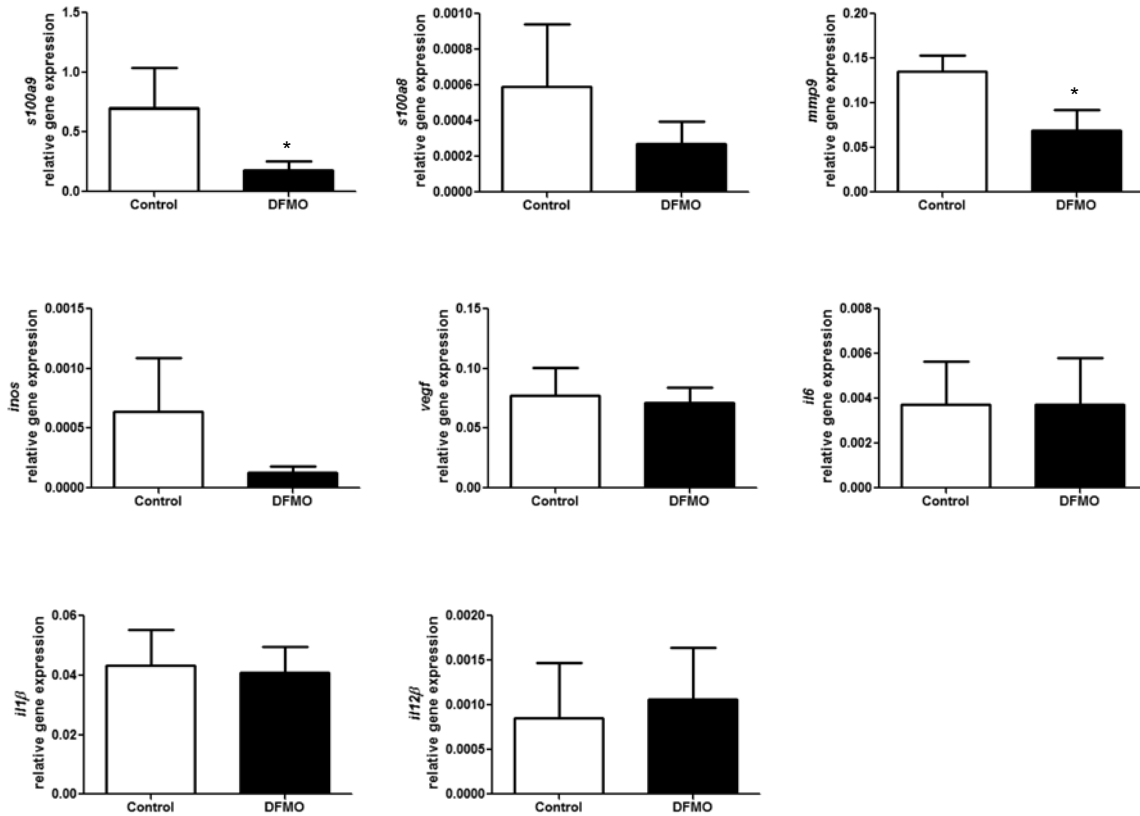 s100a9
relative gene expression
1.5
1.0
0.5
0.0
*
Control
DFMO
s100a8
relative gene expression
0.0010
0.0008
0.0006
0.0004
0.0002
0.0000
Control
DFMO
mmp9
relative gene expression
0.20
0.15
0.10
0.05
0.00
*
Control
DFMO
inos
relative gene expression
0.0015
0.0010
0.0005
0.0000
Control
DFMO
vegf
relative gene expression
0.15
0.10
0.05
0.00
Control
DFMO
il6
relative gene expression
0.008
0.006
0.004
0.002
0.000
Control
DFMO
il1β
relative gene expression
0.06
0.04
0.02
0.00
Control
DFMO
il12β
relative gene expression
0.0020
0.0015
0.0010
0.0005
0.0000
Control
DFMO